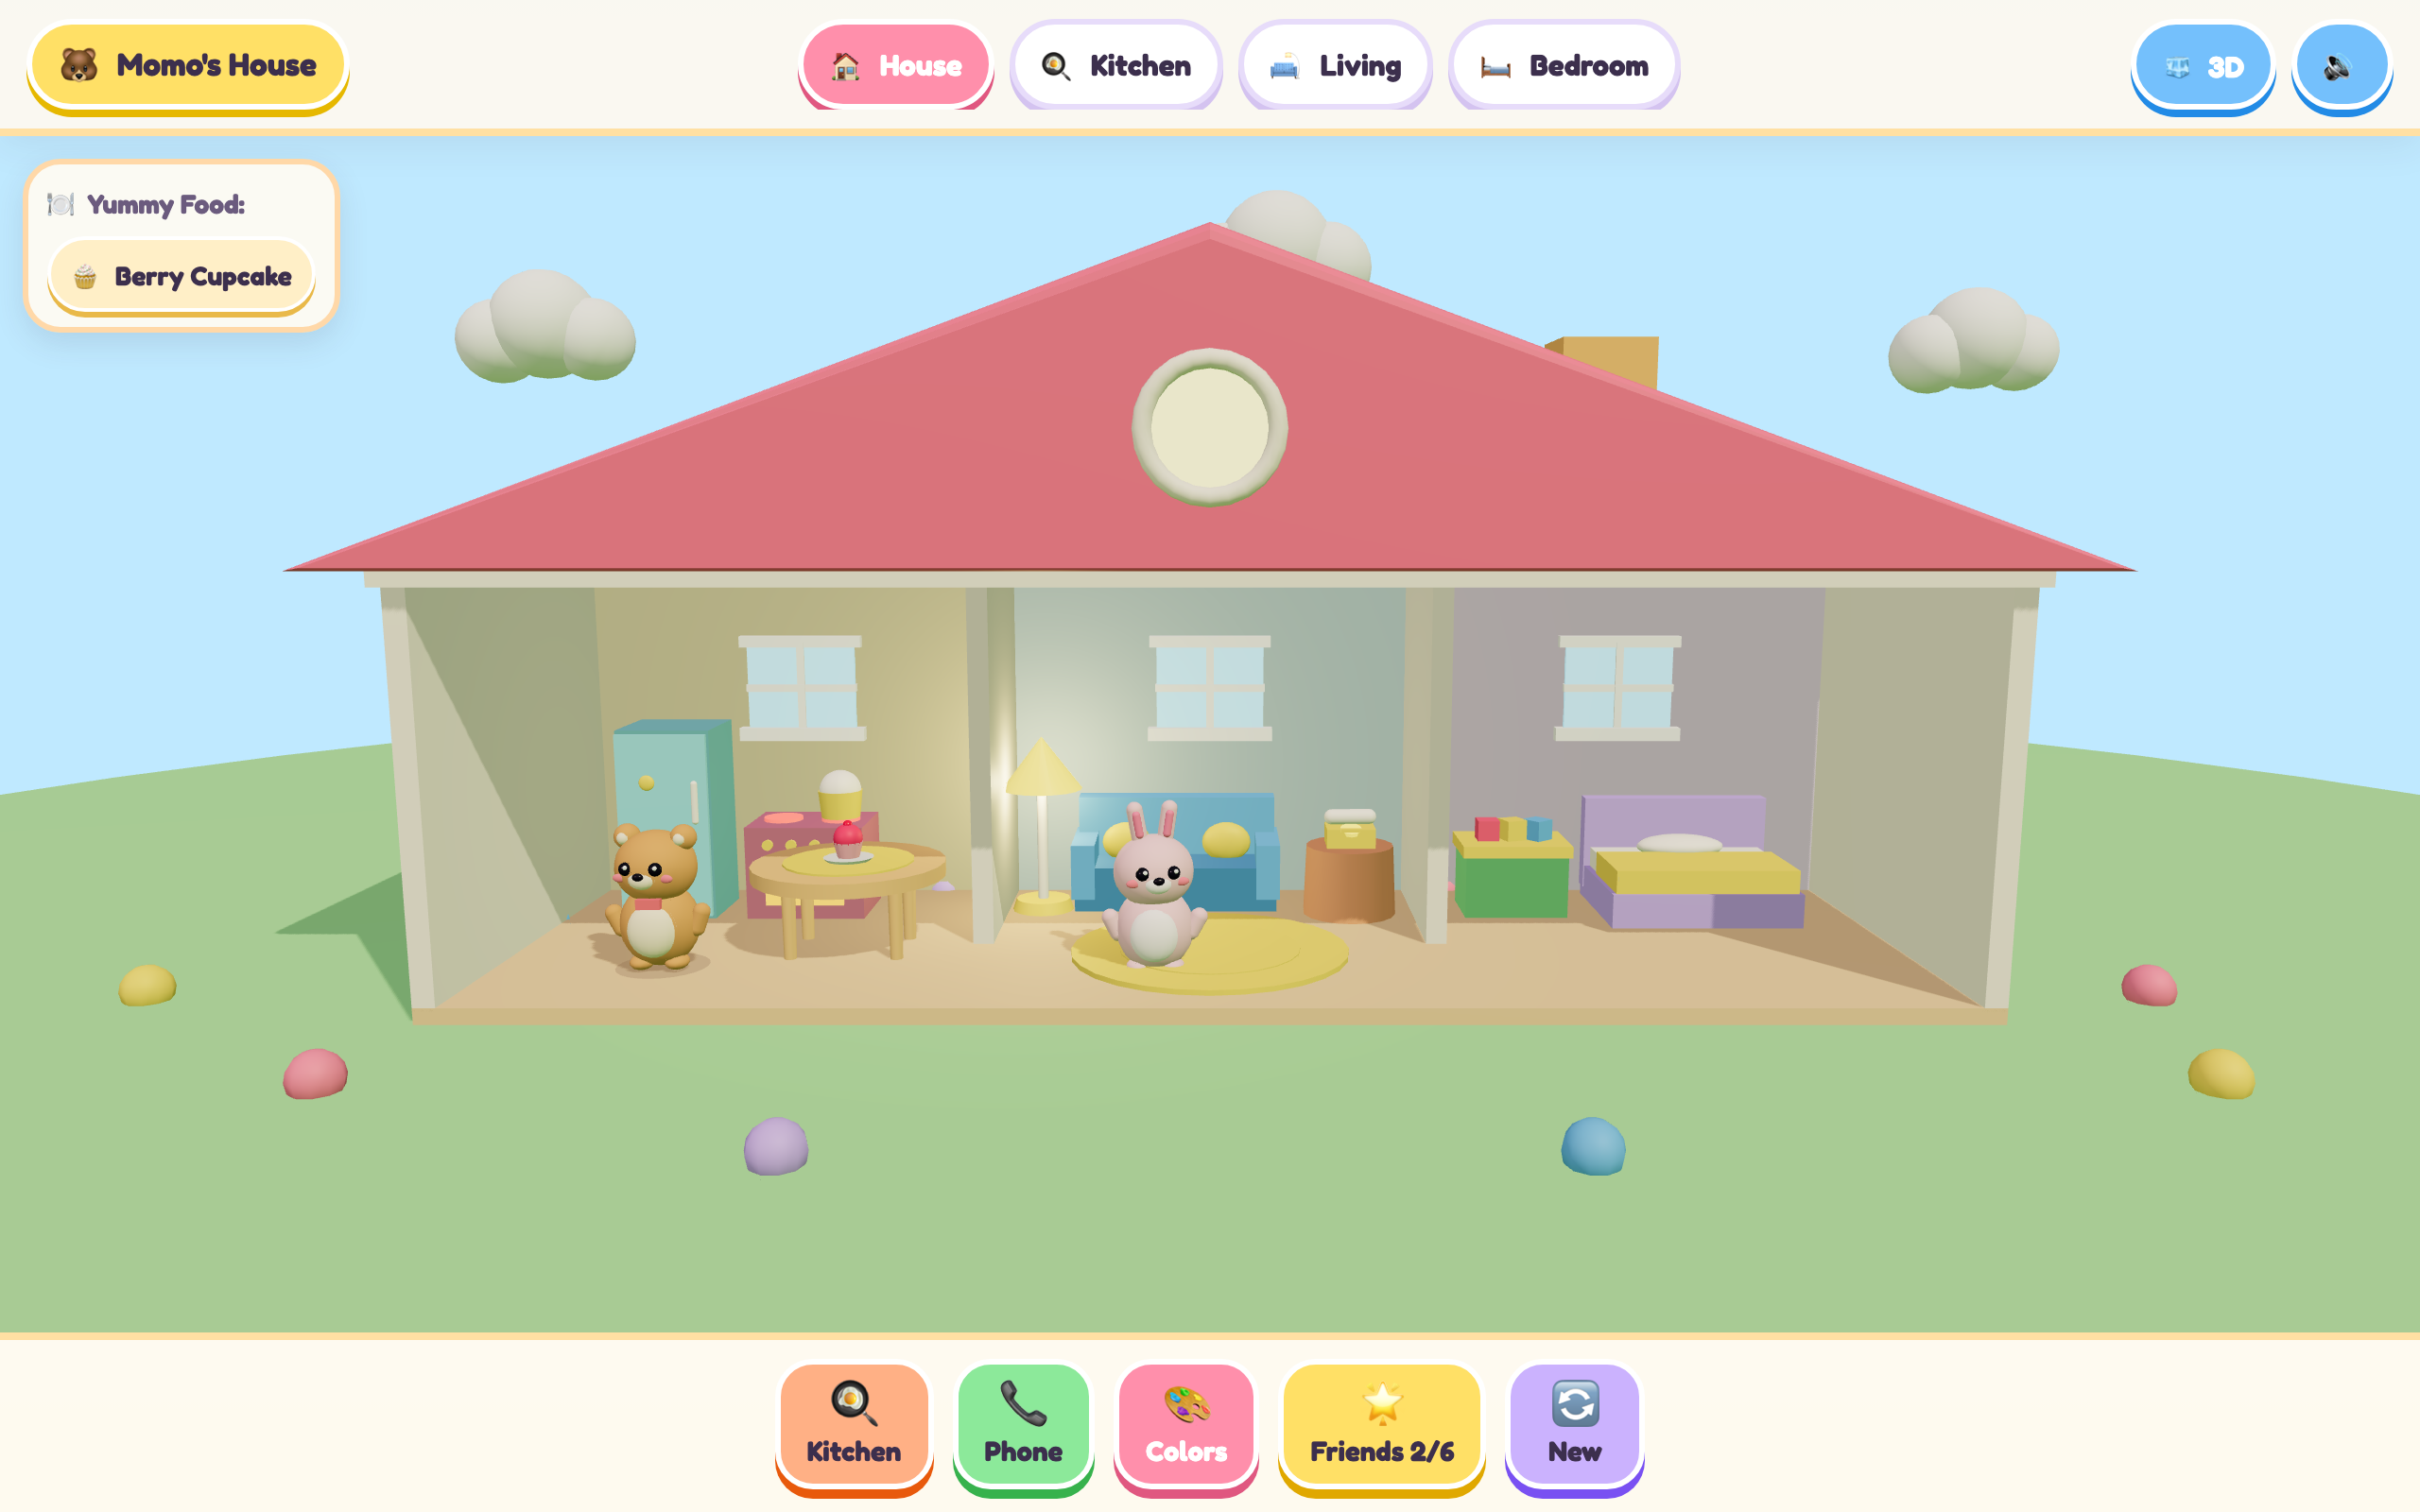 Momo's House
House
Kitchen
Living
Bedroom
3D
Yummy Food:
Berry Cupcake
Kitchen
Phone
Colors
Friends 2/6
New